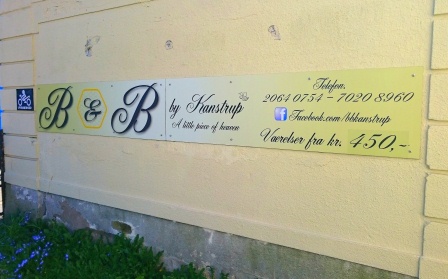 B & B
by Kanstrup
A little piece of heaven
Telefon.
2064 0754 - 7020 8960
Facebook.com/bbkanstrup
Værelser fra kr. 450,-